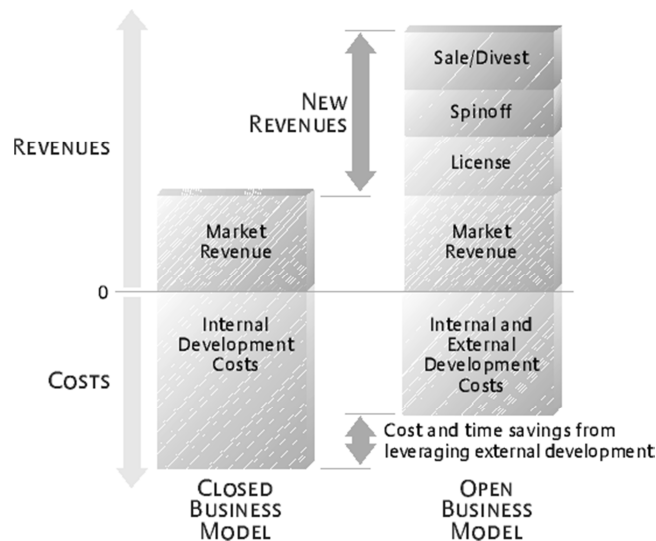 Sale/Divest
NEW
REVENUES
Spinoff
REVENUES
License
Market
Revenue
Market
Revenue
0
Internal
Development
Costs
Internal and
External
Development
Costs
COSTS
Cost and time savings from
leveraging external development
CLOSED
BUSINESS
MODEL
OPEN
BUSINESS
MODEL